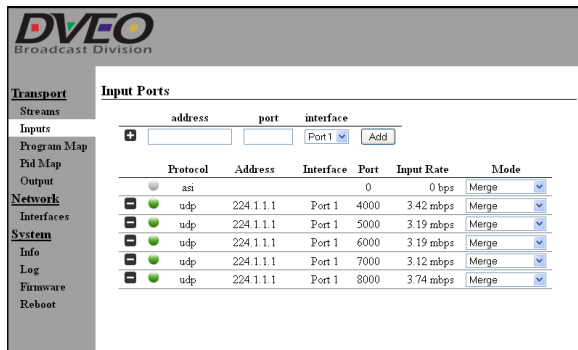 DVEO
Broadcast Division
Transport
Streams
Inputs
Program Map
Pid Map
Output
Network
Interfaces
System
Info
Log
Firmware
Reboot
Input Ports
address port interface
Port 1 Add
Protocol Address Interface Port Input Rate Mode
asi 0 0 bps Merge
udp 224.1.1.1 Port 1 4000 3.42 mbps Merge
udp 224.1.1.1 Port 1 5000 3.19 mbps Merge
udp 224.1.1.1 Port 1 6000 3.19 mbps Merge
udp 224.1.1.1 Port 1 7000 3.12 mbps Merge
udp 224.1.1.1 Port 1 8000 3.74 mbps Merge